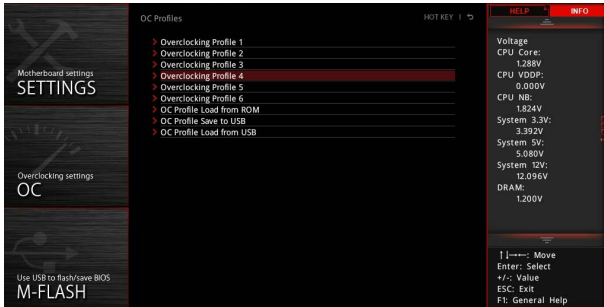 OC Profiles
HOT KEY |
HELP
INFO
Motherboard settings
SETTINGS
Overclocking settings
OC
Use USB to flash/save BIOS
M-FLASH
Overclocking Profile 1
Overclocking Profile 2
Overclocking Profile 3
Overclocking Profile 4
Overclocking Profile 5
Overclocking Profile 6
OC Profile Load from ROM
OC Profile Save to USB
OC Profile Load from USB
Voltage
CPU Core:
1.288V
CPU VDDP:
0.000V
CPU NB:
1.824V
System 3.3V:
3.392V
System 5V:
5.080V
System 12V:
12.096V
DRAM:
1.200V
↑↓→←: Move
Enter: Select
+/-: Value
ESC: Exit
F1: General Help